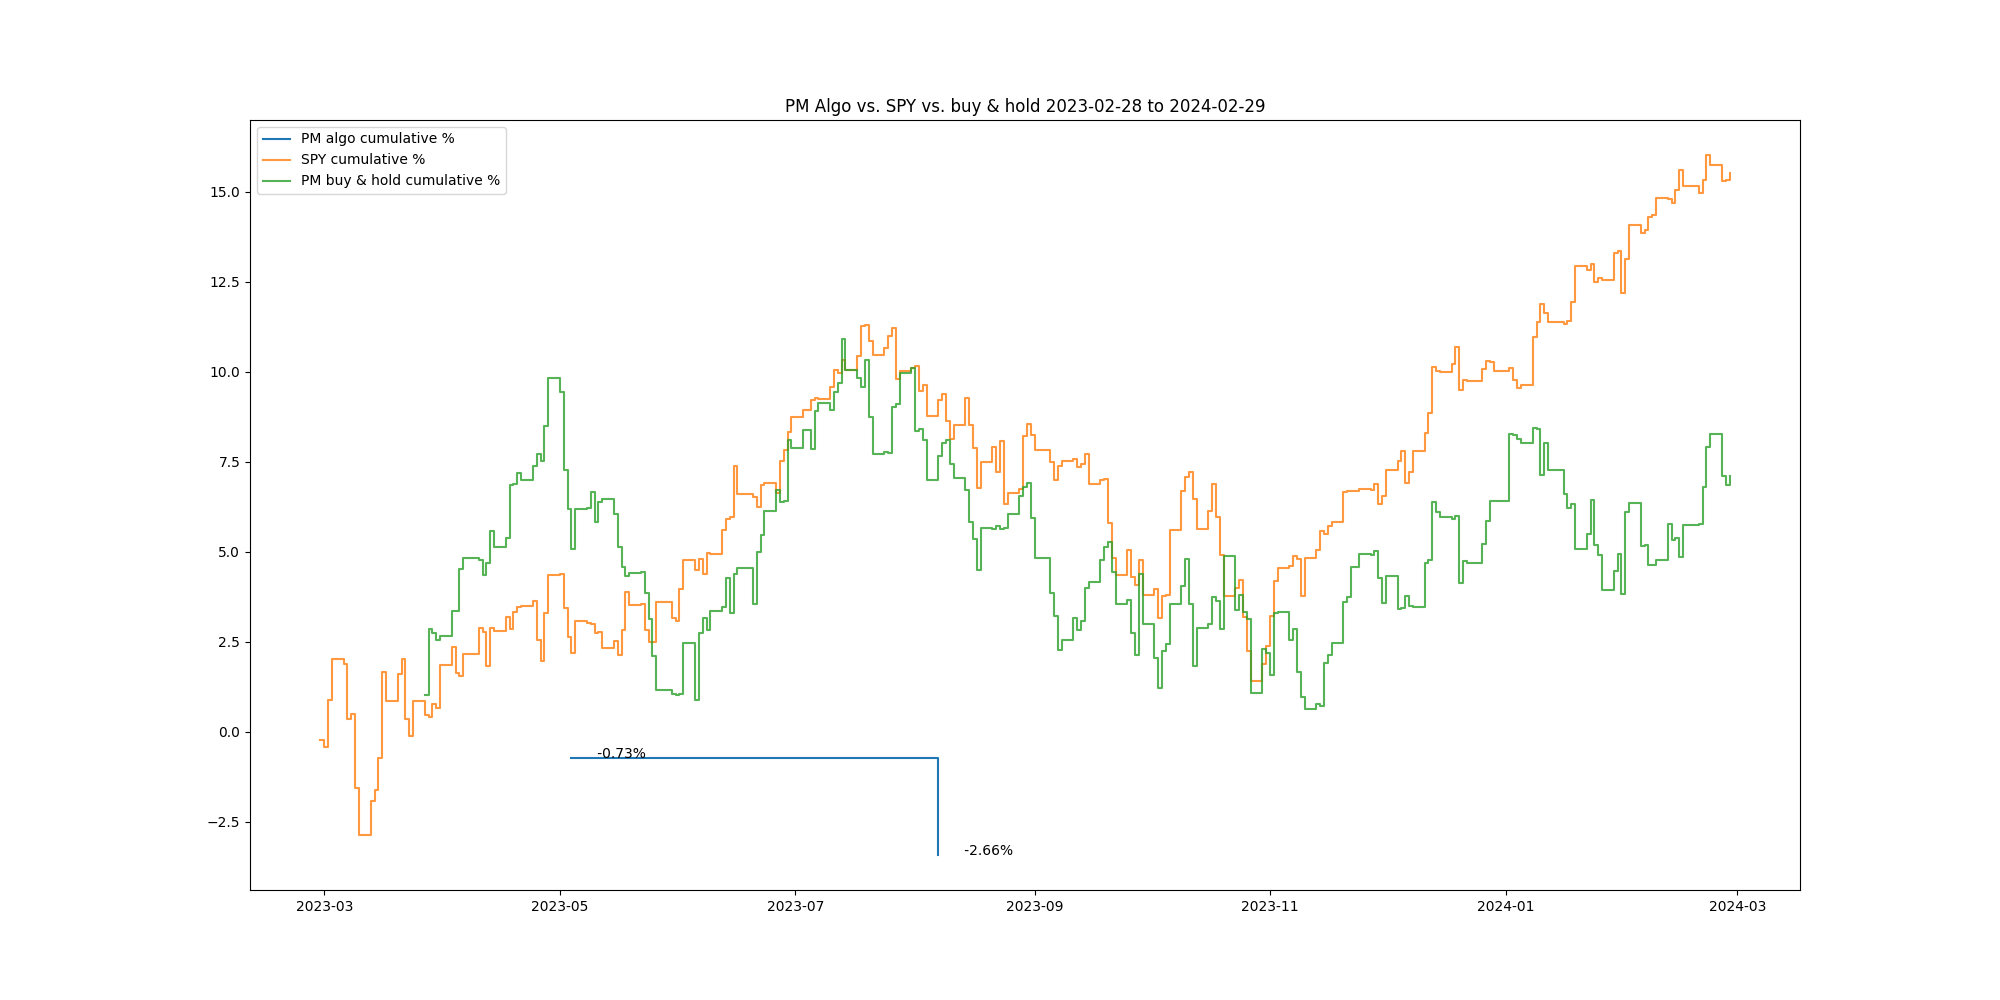 PM Algo vs. SPY vs. buy & hold 2023-02-28 to 2024-02-29
PM algo cumulative %
SPY cumulative %
PM buy & hold cumulative %
15.0
12.5
10.0
7.5
5.0
2.5
0.0
−2.5
-0.73%
-2.66%
2023-03 2023-05 2023-07 2023-09 2023-11 2024-01 2024-03